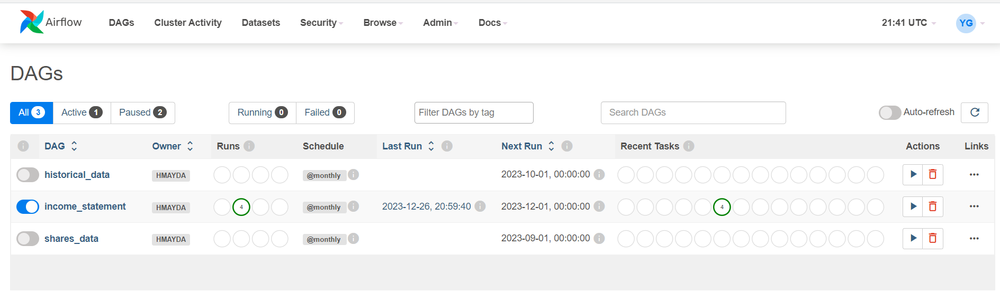 Airflow DAGs Cluster Activity Datasets Security Browse Admin Docs 21:41 UTC YG
DAGs
All 3 Active 1 Paused 2 Running 0 Failed 0 Filter DAGs by tag Search DAGs Auto-refresh
i DAG Owner Runs i Schedule Last Run i Next Run i Recent Tasks i Actions Links
historical_data HMAYDA @monthly i 2023-10-01, 00:00:00 i
income_statement HMAYDA 4 @monthly i 2023-12-26, 20:59:40 i 2023-12-01, 00:00:00 i 4
shares_data HMAYDA @monthly i 2023-09-01, 00:00:00 i